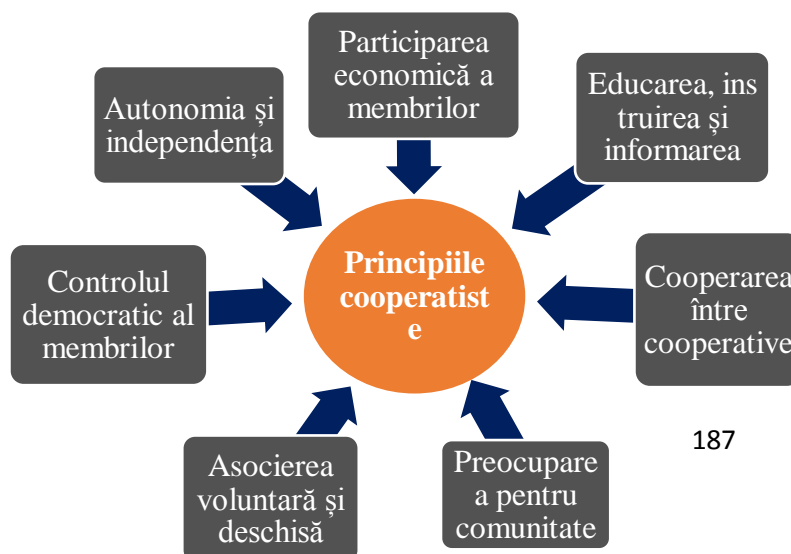 Participarea
economică a
membrilor
Autonomia și
independența
Educarea, ins
truirea și
informarea
Principiile
cooperatist
e
Controlul
democratic al
membrilor
Cooperarea
între
cooperative
187
Asocierea
voluntară și
deschisă
Preocupare
a pentru
comunitate